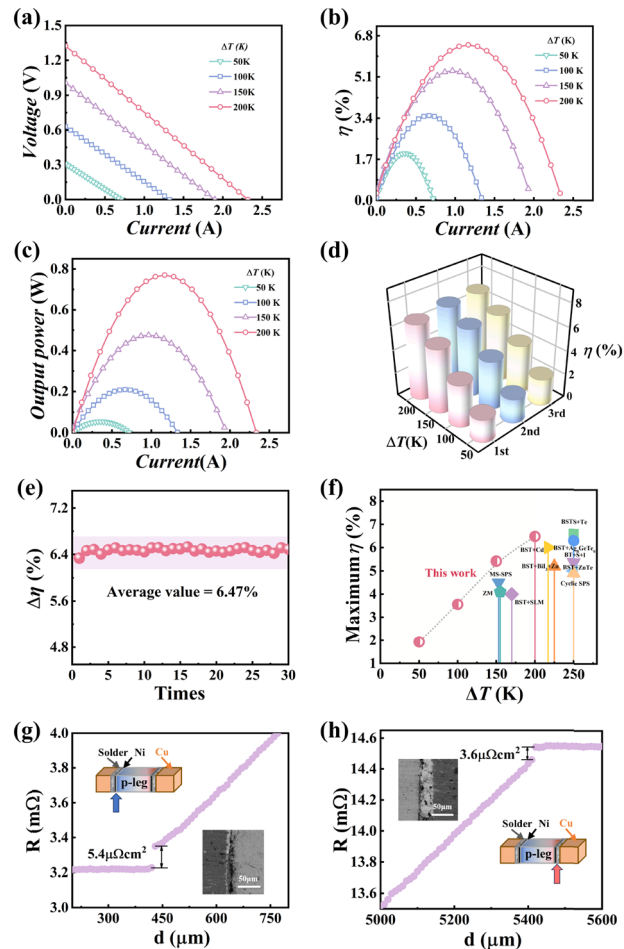 (a)
ΔT (K)
50K
100K
150K
200K
Voltage (V)
1.5
1.2
0.9
0.6
0.3
0.0
0.0 0.5 1.0 1.5 2.0 2.5
Current (A)
(b)
ΔT (K)
50 K
100 K
150 K
200 K
η (%)
6.8
5.1
3.4
1.7
0.0
0.0 0.5 1.0 1.5 2.0 2.5
Current (A)
(c)
ΔT (K)
50 K
100 K
150 K
200 K
Output power (W)
0.8
0.6
0.4
0.2
0.0
0.0 0.5 1.0 1.5 2.0 2.5
Current(A)
(d)
8
6
4
2
0
η (%)
200
150
100
50
ΔT(K)
1st
2nd
3rd
(e)
Δη (%)
7.2
6.4
5.6
4.8
Average value = 6.47%
0 5 10 15 20 25 30
Times
(f)
Maximum η (%)
8
7
6
5
4
3
2
1
This work
BSTS+Te
BST+Cd
BST+S+I
BST+ZnTe
MS-SPS
Cyclic SPS
ZM
BST+SLM
0 50 100 150 200 250
ΔT (K)
(g)
R (mΩ)
4.0
3.8
3.6
3.4
3.2
3.0
Solder Ni Cu
p-leg
5.4μΩcm²
50μm
400 600 800
d (μm)
(h)
R (mΩ)
14.6
14.4
14.2
14.0
13.8
13.6
3.6μΩcm²
50μm
Solder Ni Cu
p-leg
5000 5200 5400 5600
d (μm)